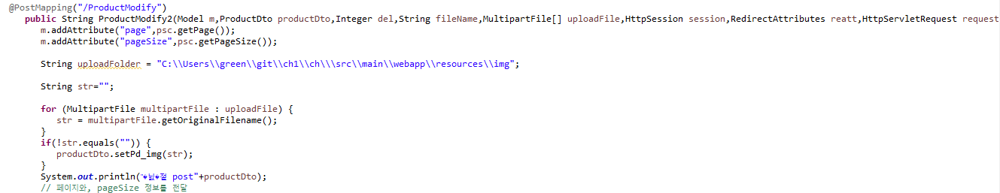 @PostMapping("/ProductModify")
public String ProductModify2(Model m,ProductDto productDto,Integer del,String fileName,MultipartFile[] uploadFile,HttpSession session,RedirectAttributes reatt,HttpServletRequest request
m.addAttribute("page",psc.getPage());
m.addAttribute("pageSize",psc.getPageSize());
String uploadFolder = "C:\\Users\\green\\git\\ch1\\ch\\\src\\main\\webapp\\resources\\img";
String str="";
for (MultipartFile multipartFile : uploadFile) {
str = multipartFile.getOriginalFilename();
}
if(!str.equals("")) {
productDto.setPd_img(str);
}
System.out.println(" post"+productDto);
// 페이지와, pageSize 정보를 전달